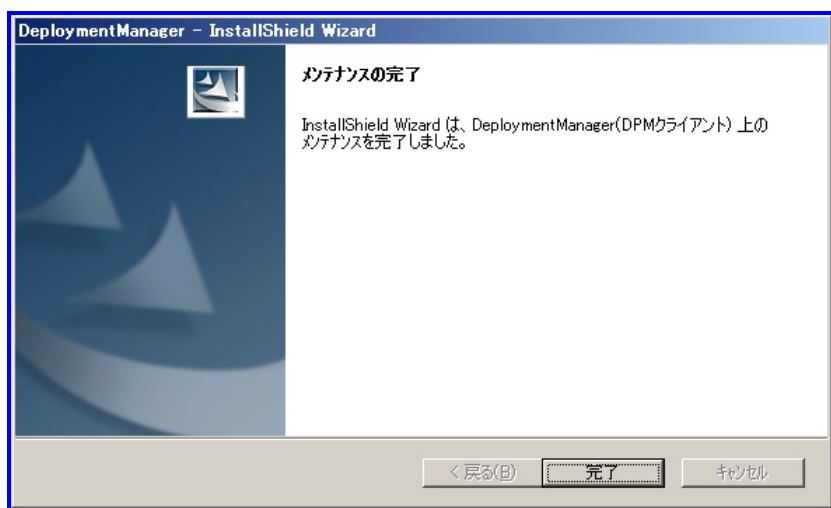 DeploymentManager - InstallShield Wizard
メンテナンスの完了
InstallShield Wizard は、DeploymentManager(DPMクライアント) 上の
メンテナンスを完了しました。
< 戻る(B)
完了
キャンセル